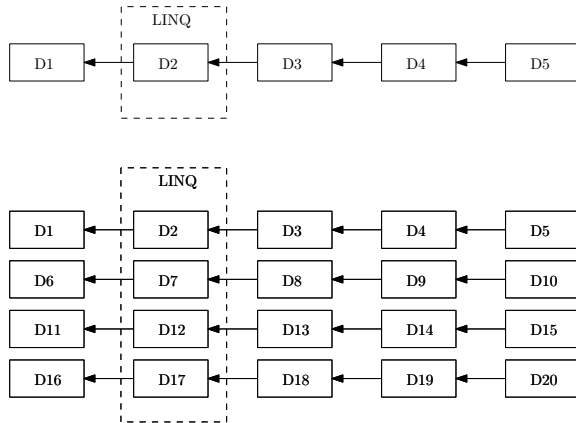 LINQ
D1 D2 D3 D4 D5
LINQ
D1 D2 D3 D4 D5
D6 D7 D8 D9 D10
D11 D12 D13 D14 D15
D16 D17 D18 D19 D20